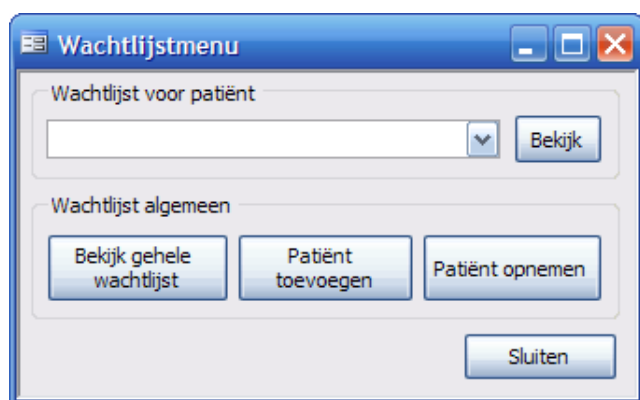 Wachtlijstmenu
Wachtlijst voor patiënt
Bekijk
Wachtlijst algemeen
Bekijk gehele
wachtlijst
Patiënt
toevoegen
Patiënt opnemen
Sluiten